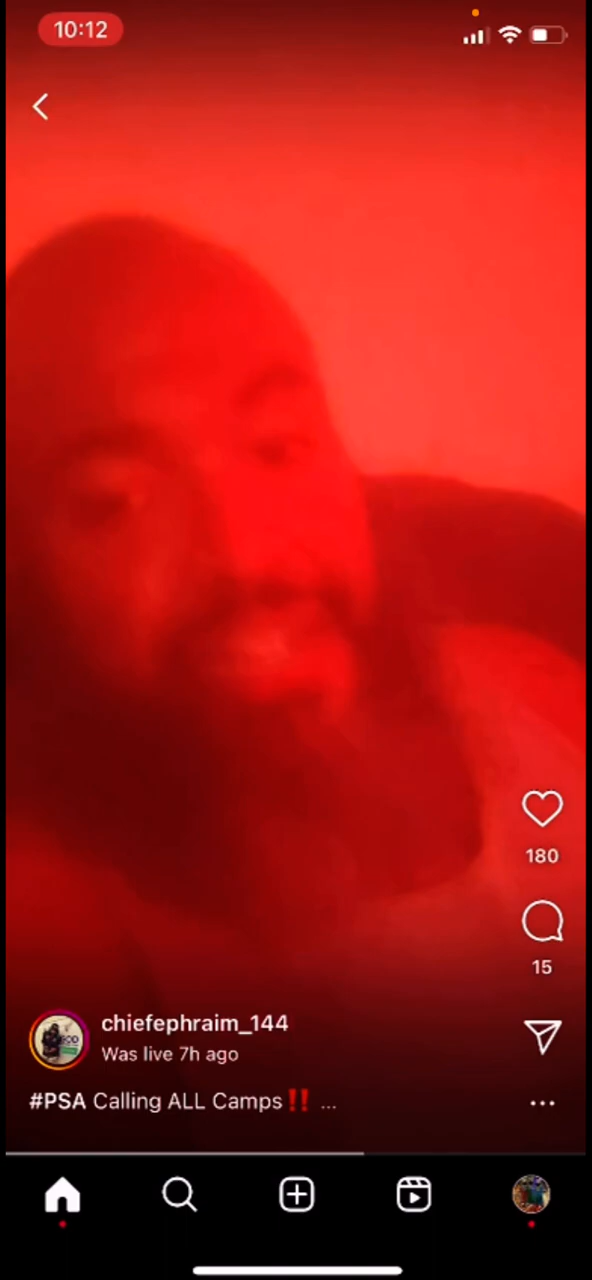 10:12
180
15
chiefephraim_144
Was live 7h ago
#PSA Calling ALL Camps‼️ ...